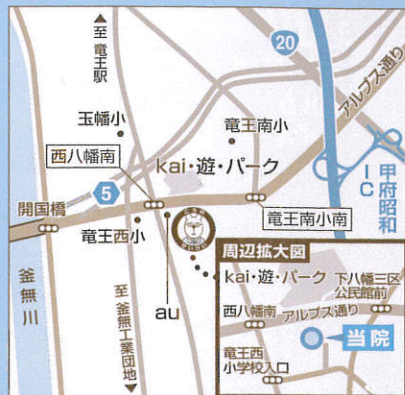 至 竜王駅
20
アルプス通り
玉幡小
竜王南小
西八幡南
kai・遊・パーク
甲府昭和IC
5
開国橋
竜王南小南
竜王西小
釜無川
至 釜無工業団地
au
周辺拡大図
kai・遊・パーク
下八幡三区
公民館前
西八幡南
アルプス通り
当院
竜王西
小学校入口